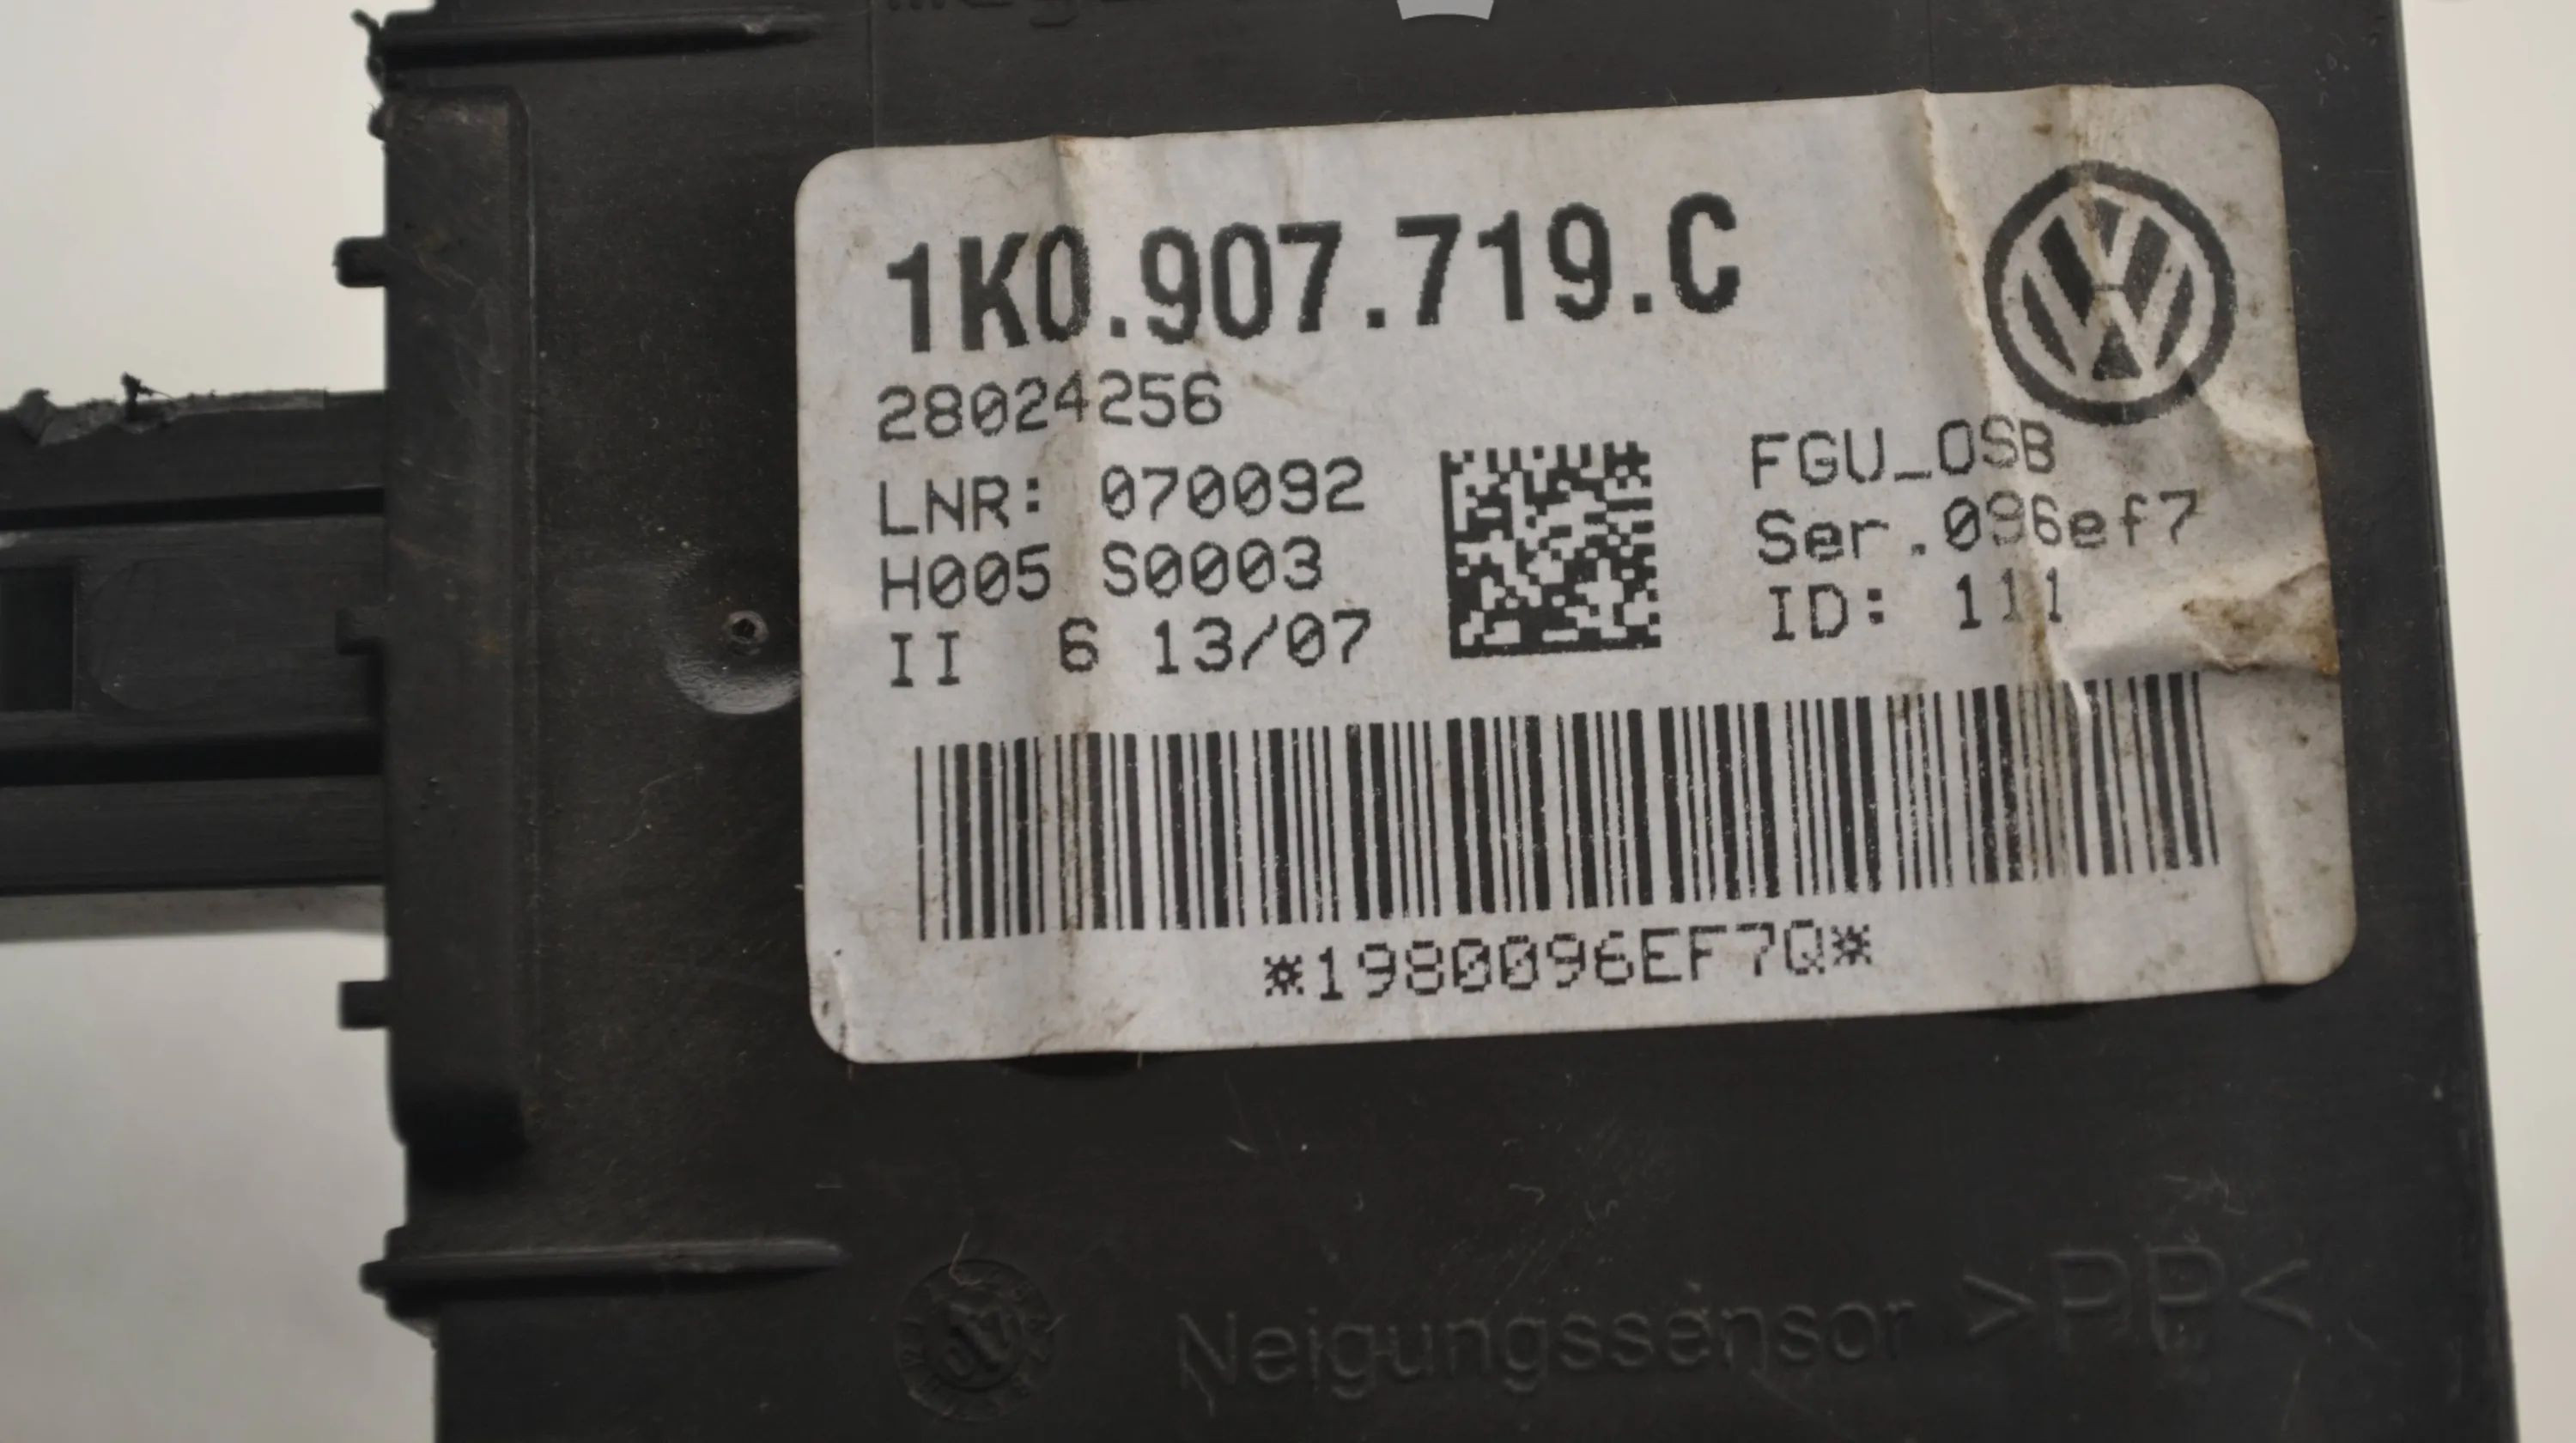 1K0.907.719.C
28024256
LNR: 070092
H005 S0003
II 6 13/07
FGU_OSB
Ser.096ef7
ID: 111
*1980096EF7Q*
Neigungssensor >PP<